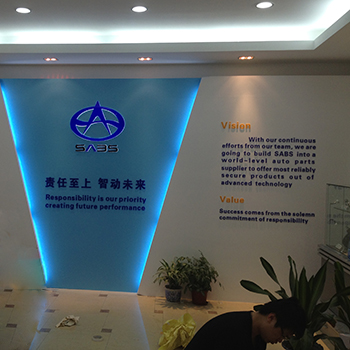 SABS
责任至上 智动未来
Responsibility is our priority
creating future performance
Vision
With our continuous
efforts from our team, we are
going to build SABS into a
world-level auto parts
supplier to offer most reliably
secure products out of
advanced technology
Value
Success comes from the solemn
commitment of responsibility